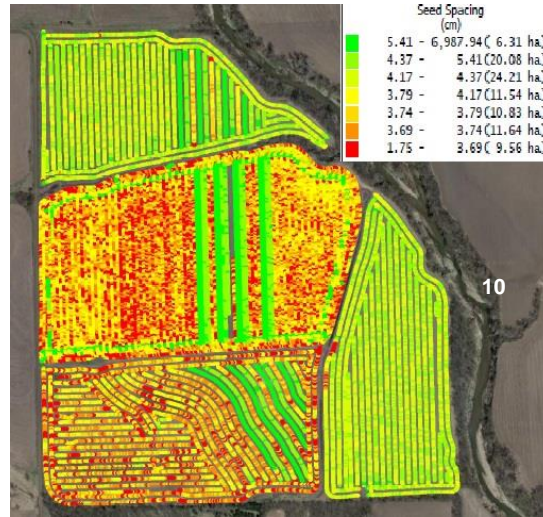 Seed Spacing
(cm)
5.41 - 6,987.94( 6.31 ha)
4.37 - 5.41(20.08 ha)
4.17 - 4.37(24.21 ha)
3.79 - 4.17(11.54 ha)
3.74 - 3.79(10.83 ha)
3.69 - 3.74(11.64 ha)
1.75 - 3.69( 9.56 ha)
10